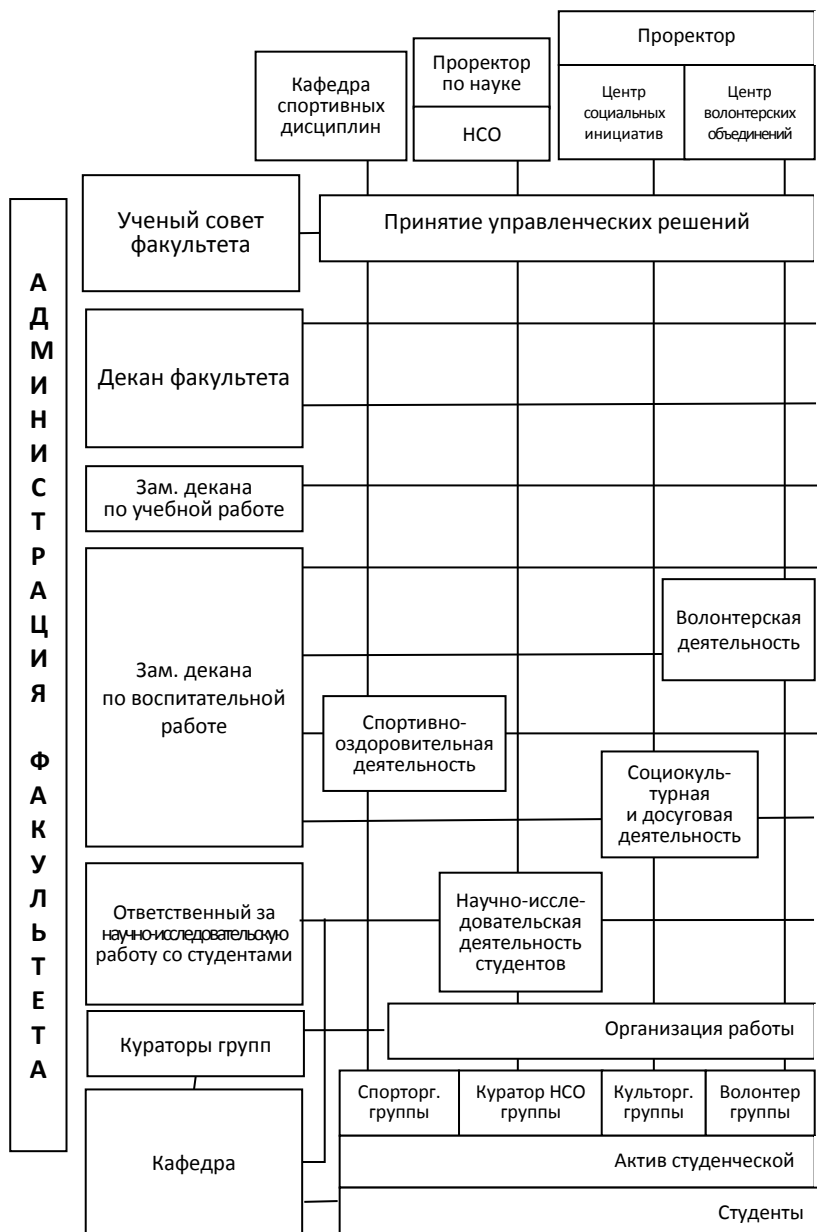 Проректор
Кафедра
спортивных
дисциплин
Проректор
по науке
НСО
Центр
социальных
инициатив
Центр
волонтерских
объединений
АДМИНИСТРАЦИЯ ФАКУЛЬТЕТА
Ученый совет
факультета
Принятие управленческих решений
Декан факультета
Зам. декана
по учебной работе
Зам. декана
по воспитательной
работе
Волонтерская
деятельность
Спортивно-
оздоровительная
деятельность
Социокуль-
турная
и досуговая
деятельность
Ответственный за
научно-исследовательскую
работу со студентами
Научно-иссле-
довательская
деятельность
студентов
Кураторы групп
Организация работы
Спорторг.
группы
Куратор НСО
группы
Культорг.
группы
Волонтер
группы
Кафедра
Актив студенческой
Студенты